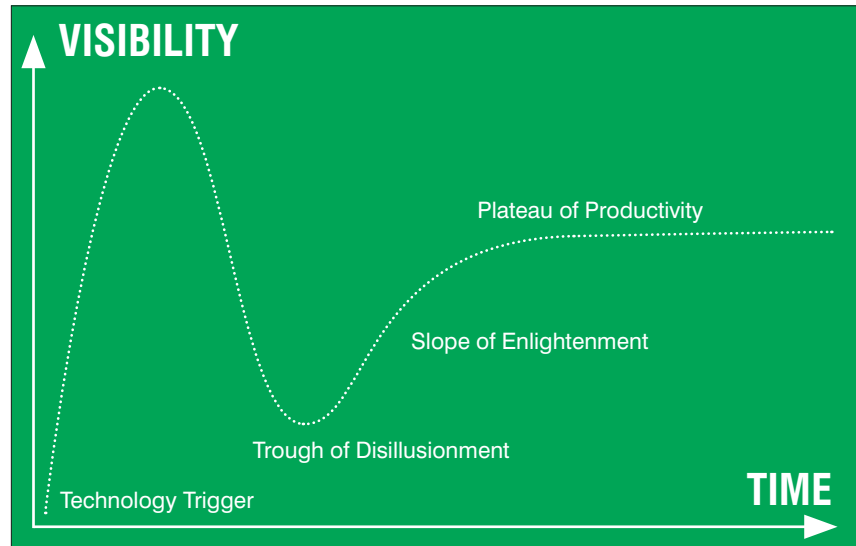 VISIBILITY
Plateau of Productivity
Slope of Enlightenment
Trough of Disillusionment
Technology Trigger
TIME